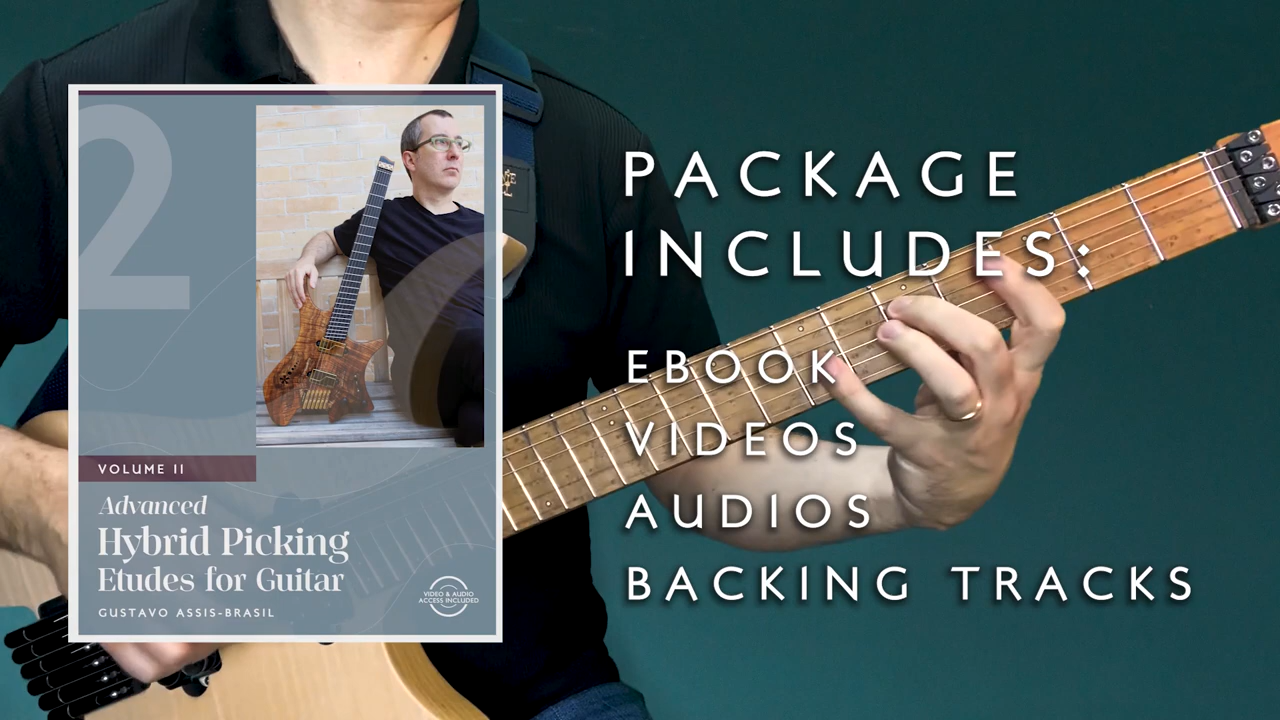 2
VOLUME II
Advanced
Hybrid Picking
Etudes for Guitar
GUSTAVO ASSIS-BRASIL
VIDEO & AUDIO
ACCESS INCLUDED
PACKAGE
INCLUDES:
EBOOK
VIDEOS
AUDIOS
BACKING TRACKS